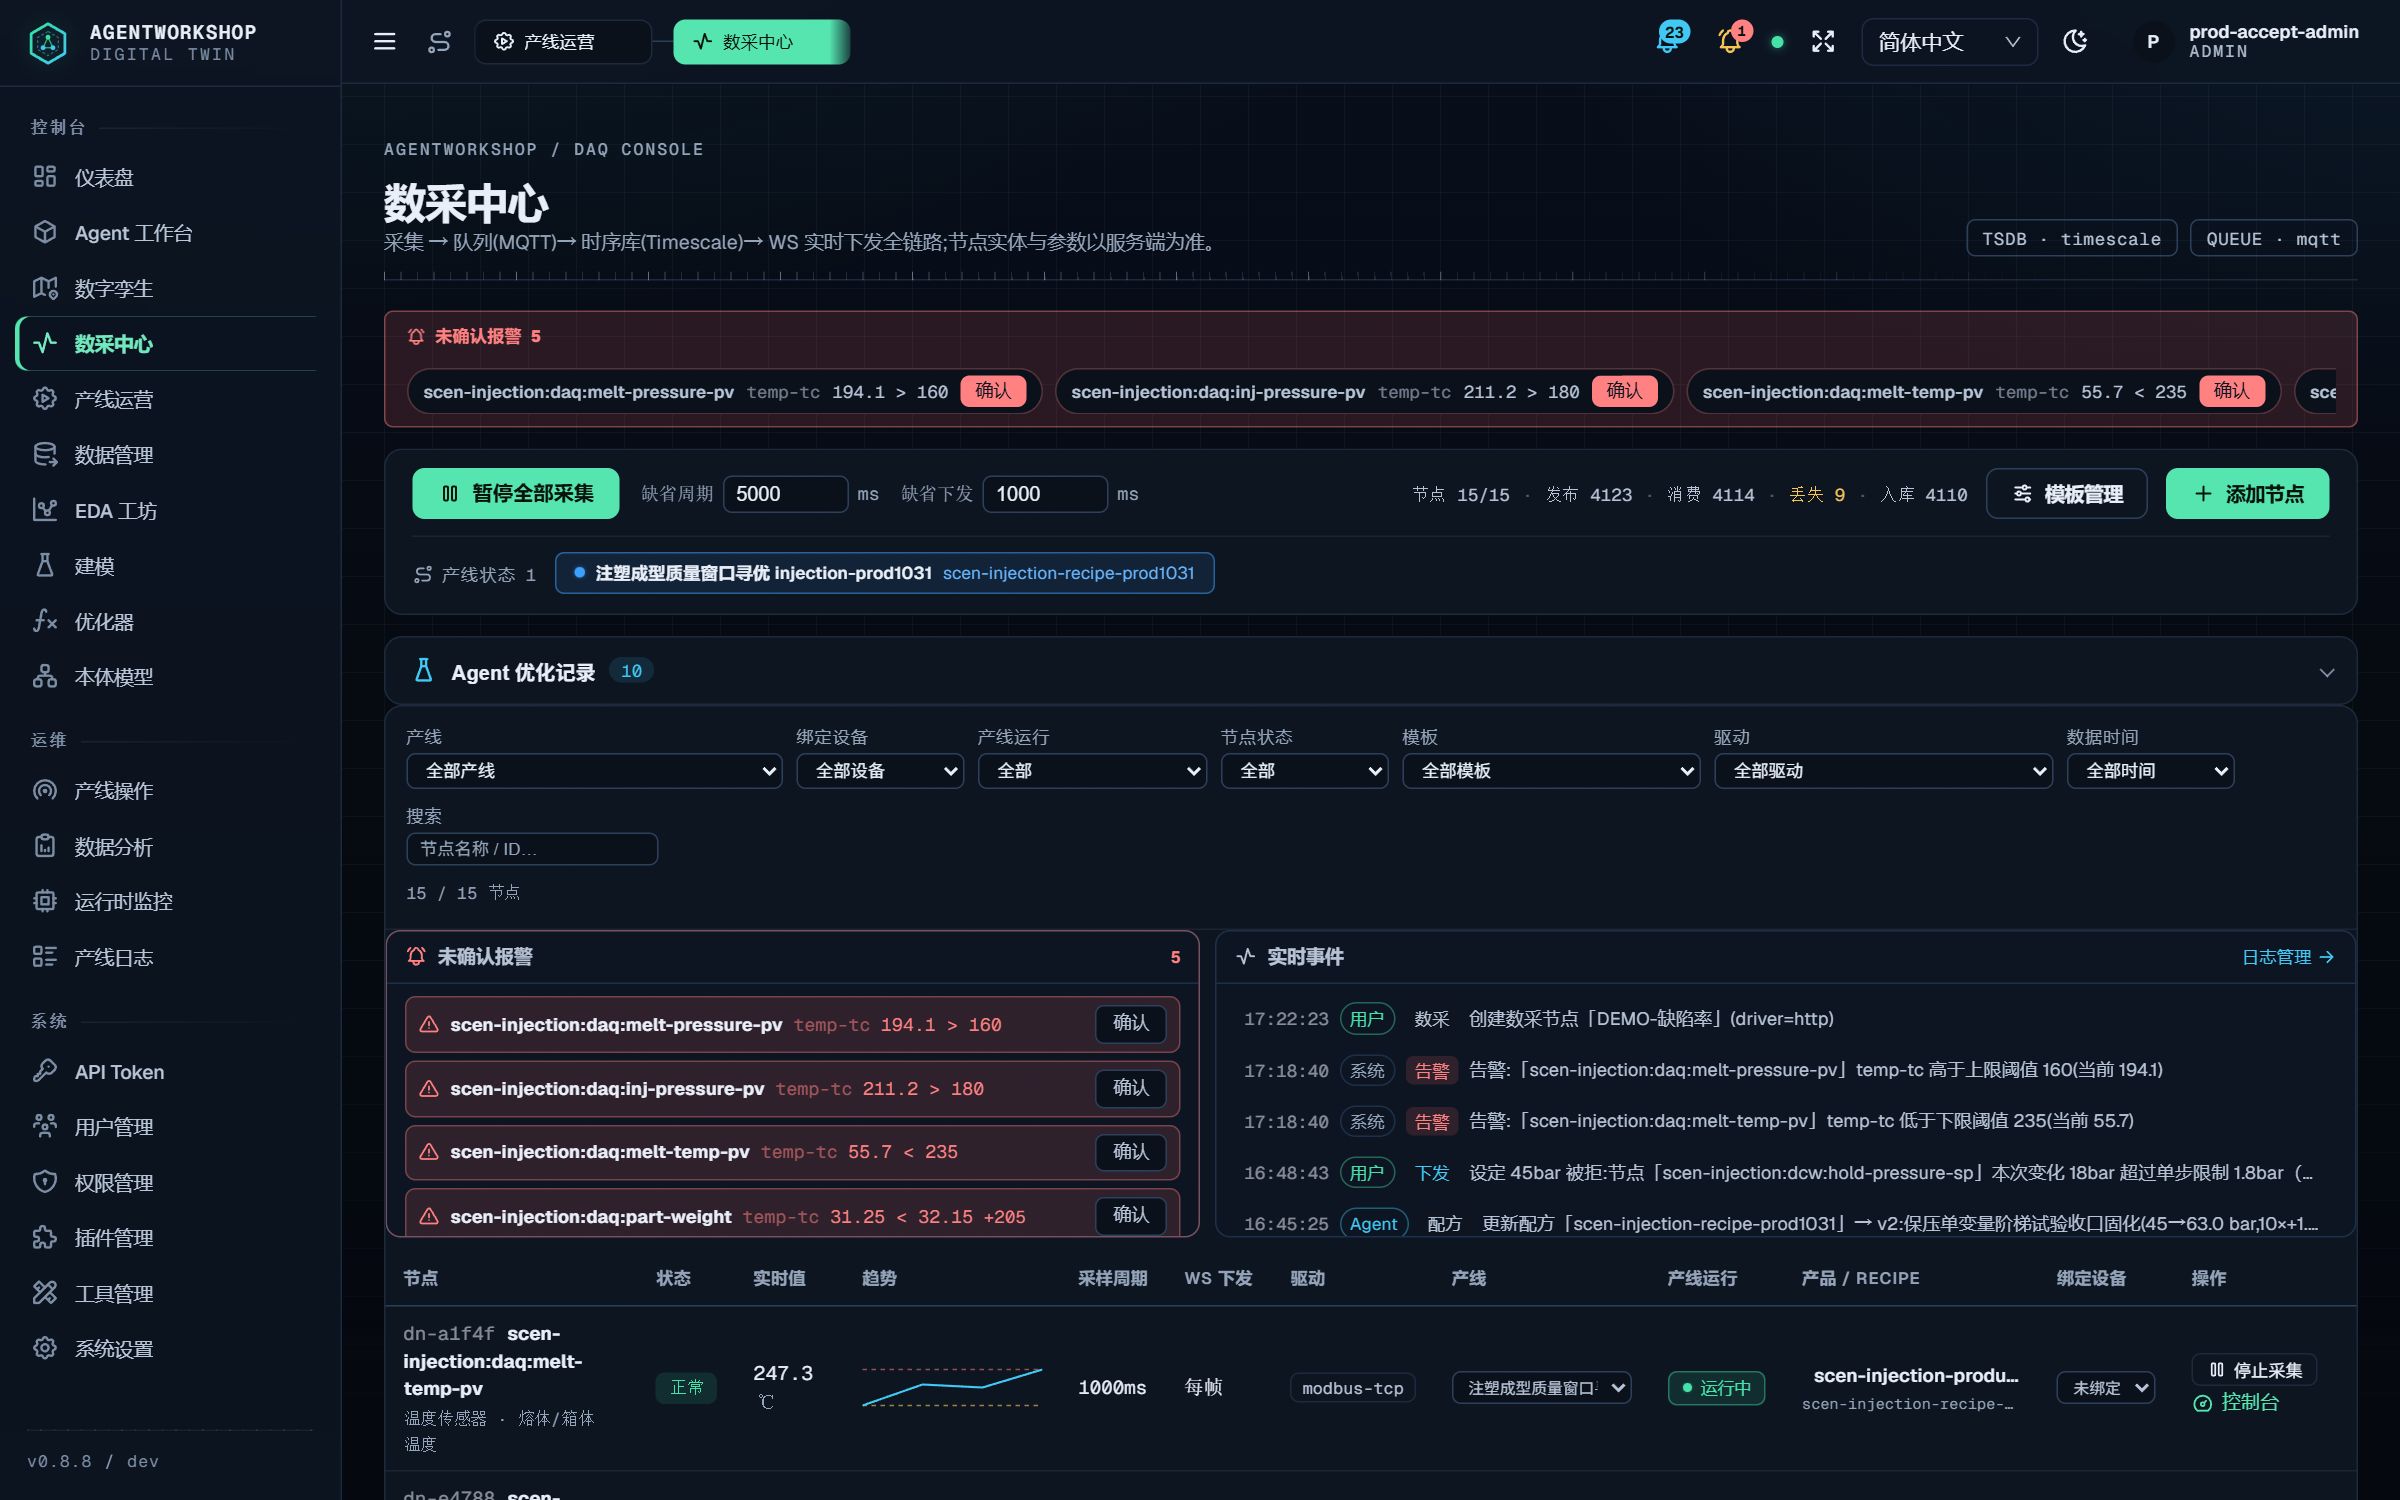 AGENTWORKSHOP
DIGITAL TWIN
产线运营
数采中心
23
1
简体中文
P
prod-accept-admin
ADMIN
控制台
仪表盘
Agent 工作台
数字孪生
数采中心
产线运营
数据管理
EDA 工坊
建模
优化器
本体模型
运维
产线操作
数据分析
运行时监控
产线日志
系统
API Token
用户管理
权限管理
插件管理
工具管理
系统设置
v0.8.8 / dev
AGENTWORKSHOP / DAQ CONSOLE
数采中心
采集 → 队列(MQTT)→ 时序库(Timescale)→ WS 实时下发全链路;节点实体与参数以服务端为准。
TSDB · timescale
QUEUE · mqtt
未确认报警 5
scen-injection:daq:melt-pressure-pv temp-tc 194.1 > 160 确认
scen-injection:daq:inj-pressure-pv temp-tc 211.2 > 180 确认
scen-injection:daq:melt-temp-pv temp-tc 55.7 < 235 确认
sce
暂停全部采集
缺省周期 5000 ms
缺省下发 1000 ms
节点 15/15 · 发布 4123 · 消费 4114 · 丢失 9 · 入库 4110
模板管理
添加节点
产线状态 1
注塑成型质量窗口寻优 injection-prod1031 scen-injection-recipe-prod1031
Agent 优化记录 10
产线 绑定设备 产线运行 节点状态 模板 驱动 数据时间
全部产线 全部设备 全部 全部 全部模板 全部驱动 全部时间
搜索
节点名称 / ID...
15 / 15 节点
未确认报警 5
scen-injection:daq:melt-pressure-pv temp-tc 194.1 > 160 确认
scen-injection:daq:inj-pressure-pv temp-tc 211.2 > 180 确认
scen-injection:daq:melt-temp-pv temp-tc 55.7 < 235 确认
scen-injection:daq:part-weight temp-tc 31.25 < 32.15 +205 确认
实时事件
日志管理 →
17:22:23 用户 数采 创建数采节点「DEMO-缺陷率」(driver=http)
17:18:40 系统 告警 告警:「scen-injection:daq:melt-pressure-pv」temp-tc 高于上限阈值 160(当前 194.1)
17:18:40 系统 告警 告警:「scen-injection:daq:melt-temp-pv」temp-tc 低于下限阈值 235(当前 55.7)
16:48:43 用户 下发 设定 45bar 被拒:节点「scen-injection:dcw:hold-pressure-sp」本次变化 18bar 超过单步限制 1.8bar（...
16:45:25 Agent 配方 更新配方「scen-injection-recipe-prod1031」→ v2:保压单变量阶梯试验收口固化(45→63.0 bar,10×+1....
节点 状态 实时值 趋势 采样周期 WS 下发 驱动 产线 产线运行 产品 / RECIPE 绑定设备 操作
dn-a1f4f scen-
injection:daq:melt-
temp-pv
温度传感器 · 熔体/箱体
温度
正常
247.3
℃
1000ms
每帧
modbus-tcp
注塑成型质量窗口
运行中
scen-injection-produ...
scen-injection-recipe-...
未绑定
停止采集
控制台
dn-e4788 scen-